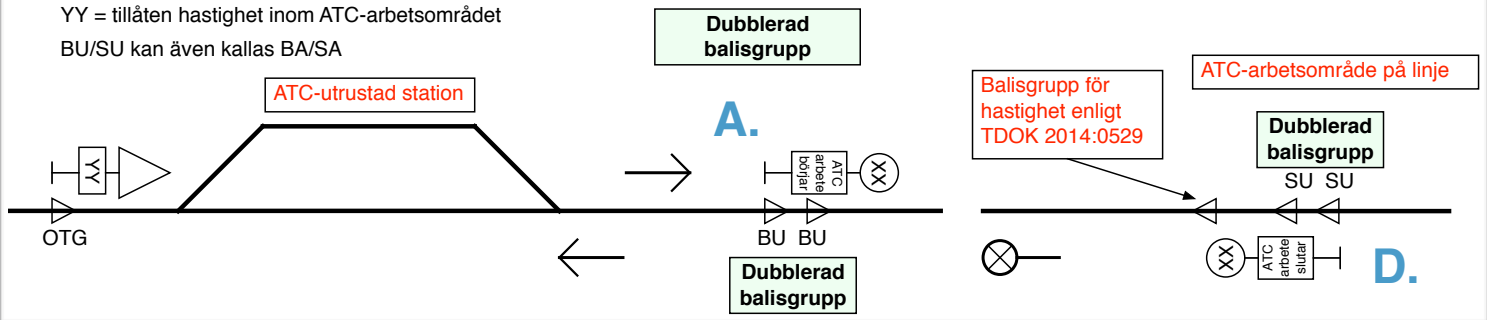 YY = tillåten hastighet inom ATC-arbetsområdet
BU/SU kan även kallas BA/SA
Dubblerad
balisgrupp
ATC-utrustad station
A.
YY
OTG
ATC
arbete
börjar
XX
BU BU
Dubblerad
balisgrupp
Balisgrupp för
hastighet enligt
TDOK 2014:0529
ATC-arbetsområde på linje
Dubblerad
balisgrupp
SU SU
XX
ATC
arbete
slutar
D.